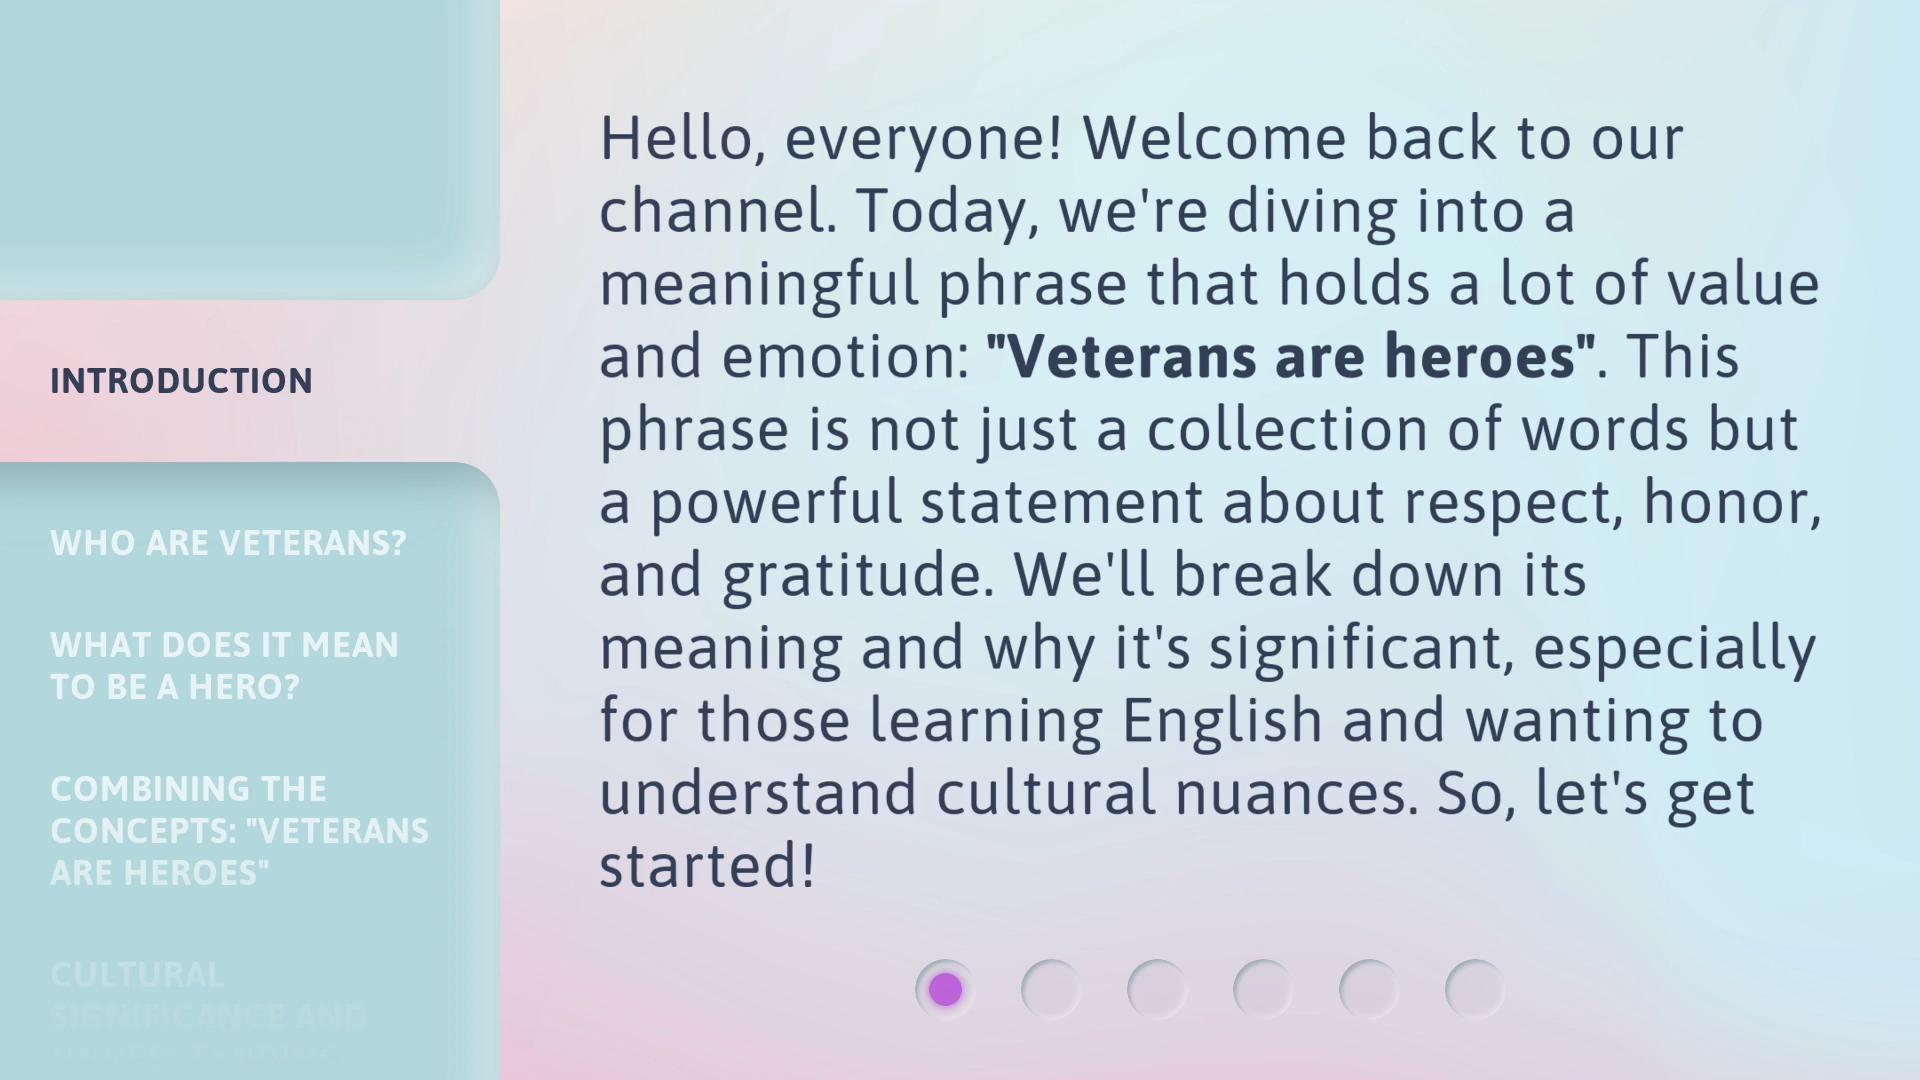 INTRODUCTION
WHO ARE VETERANS?
WHAT DOES IT MEAN
TO BE A HERO?
COMBINING THE
CONCEPTS: "VETERANS
ARE HEROES"
CULTURAL
SIGNIFICANCE AND
Hello, everyone! Welcome back to our
channel. Today, we're diving into a
meaningful phrase that holds a lot of value
and emotion: "Veterans are heroes". This
phrase is not just a collection of words but
a powerful statement about respect, honor,
and gratitude. We'll break down its
meaning and why it's significant, especially
for those learning English and wanting to
understand cultural nuances. So, let's get
started!